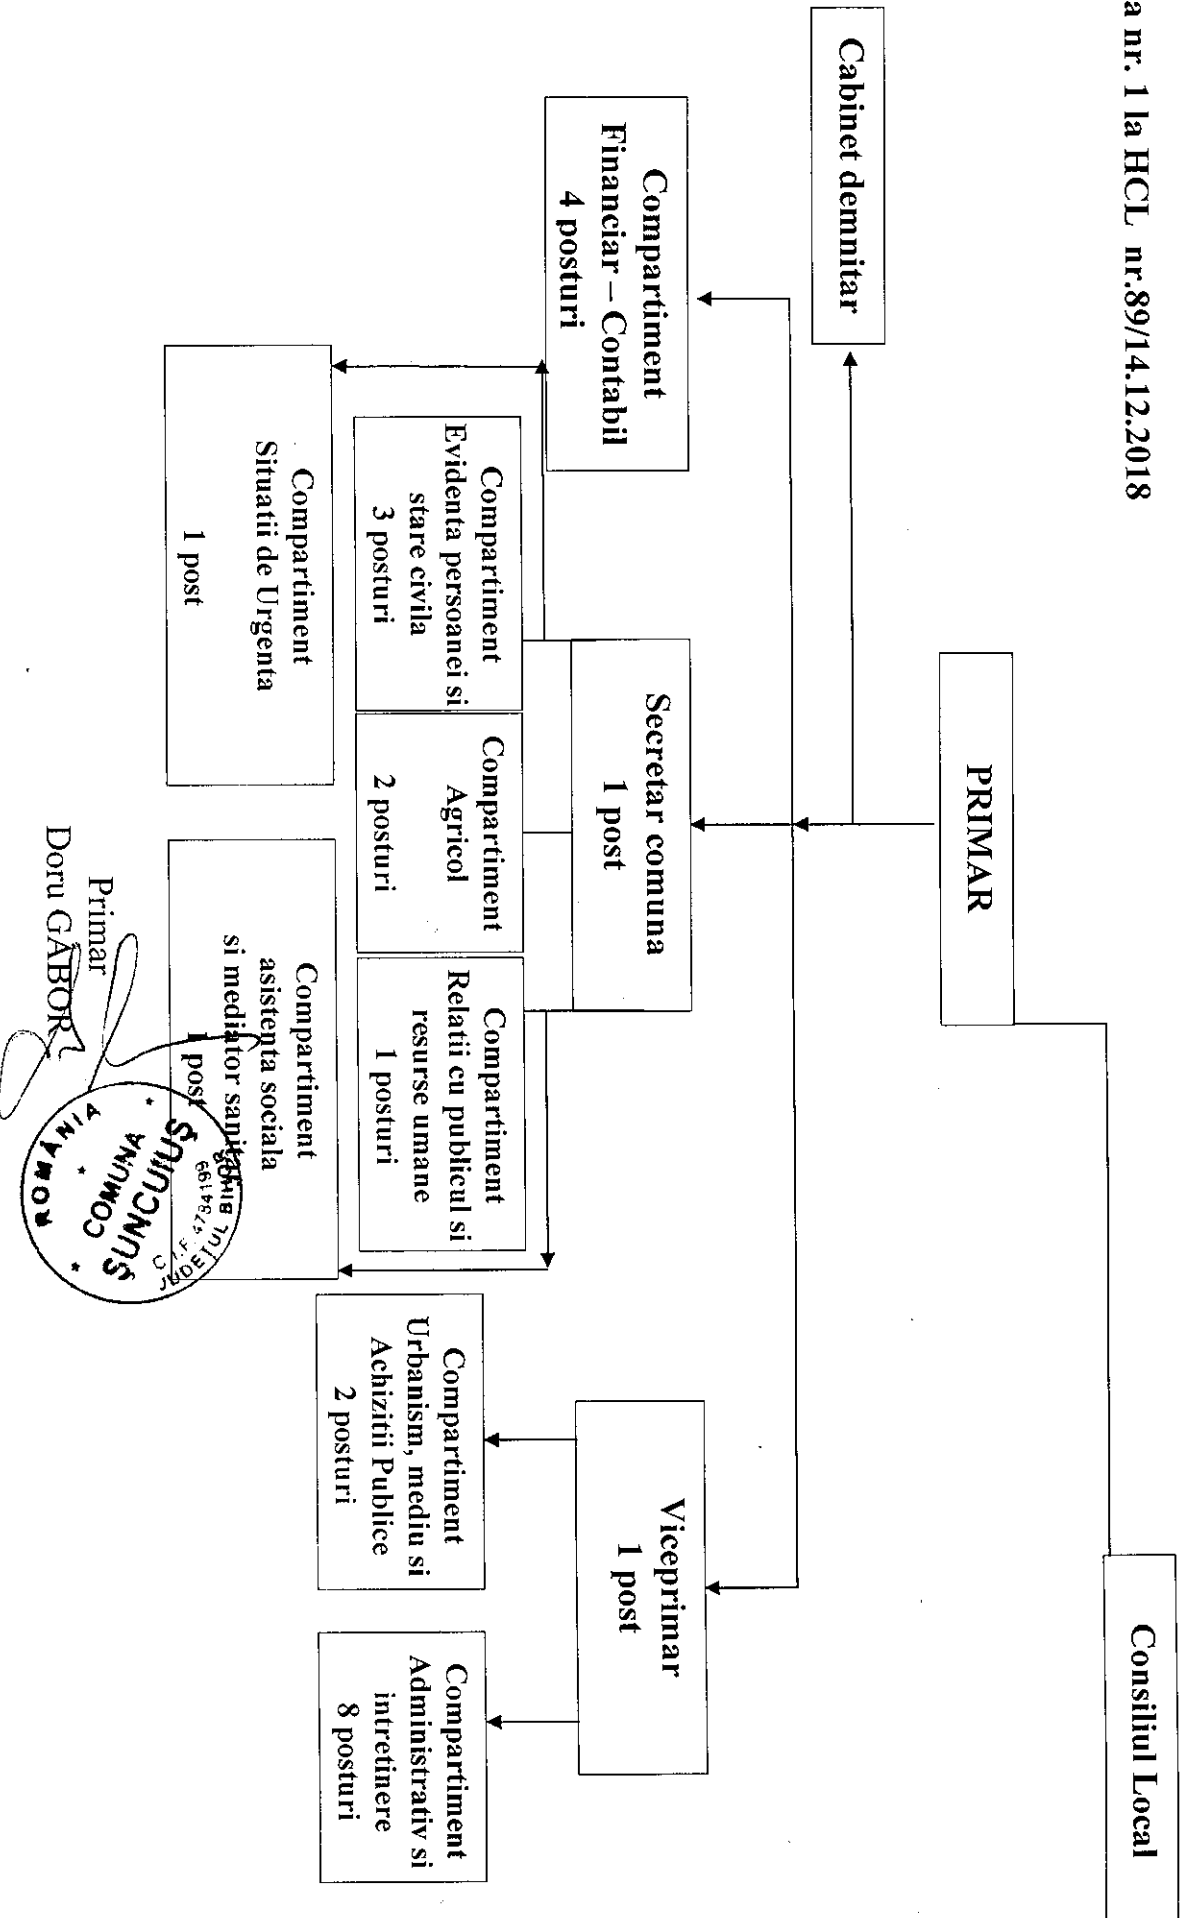 a nr. 1 la HCL nr.89/14.12.2018
Consiliul Local
PRIMAR
Cabinet demnitar
Compartiment
Financiar – Contabil
4 posturi
Secretar comuna
1 post
Viceprimar
1 post
Compartiment
Evidenta persoanei si
stare civila
3 posturi
Compartiment
Agricol
2 posturi
Compartiment
Relatii cu publicul si
resurse umane
1 posturi
Compartiment
Urbanism, mediu si
Achizitii Publice
2 posturi
Compartiment
Administrativ si
intretinere
8 posturi
Compartiment
Situatii de Urgenta
1 post
Compartiment
asistenta sociala
si mediator sanitar
1 post
Primar
Doru GABOR
ROMÂNIA
JUDEŢUL BIHOR
C.I.F. 4784199
COMUNA
ŞUNCUIUŞ